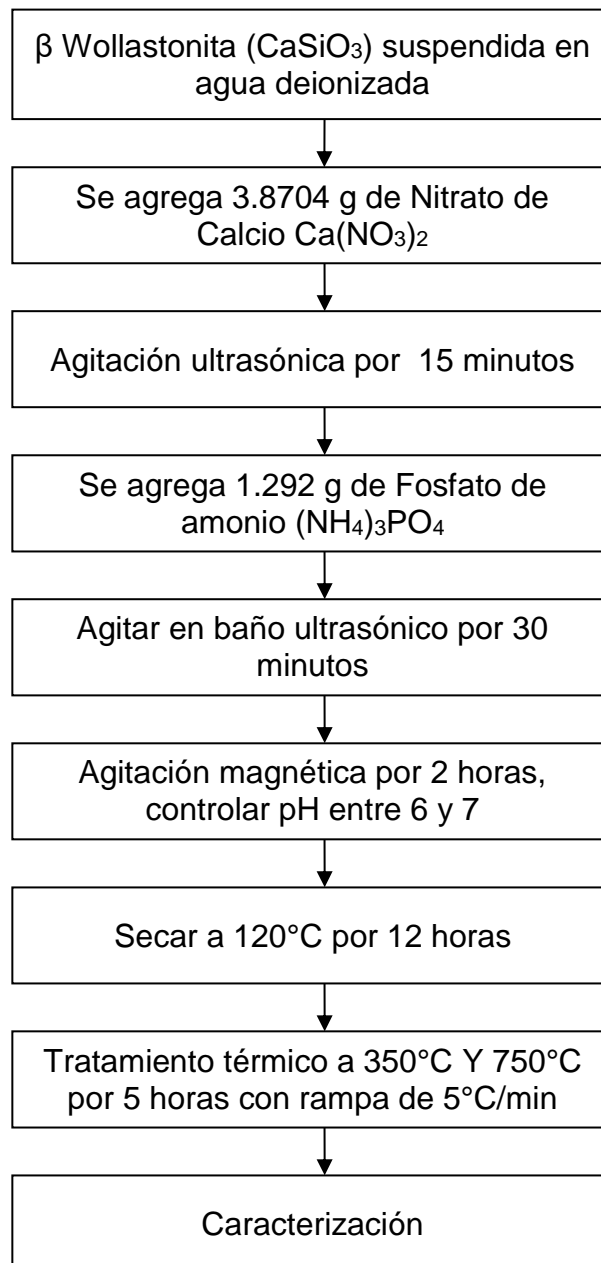 β Wollastonita (CaSiO₃) suspendida en
agua deionizada
Se agrega 3.8704 g de Nitrato de
Calcio Ca(NO₃)₂
Agitación ultrasónica por  15 minutos
Se agrega 1.292 g de Fosfato de
amonio (NH₄)₃PO₄
Agitar en baño ultrasónico por 30
minutos
Agitación magnética por 2 horas,
controlar pH entre 6 y 7
Secar a 120°C por 12 horas
Tratamiento térmico a 350°C Y 750°C
por 5 horas con rampa de 5°C/min
Caracterización